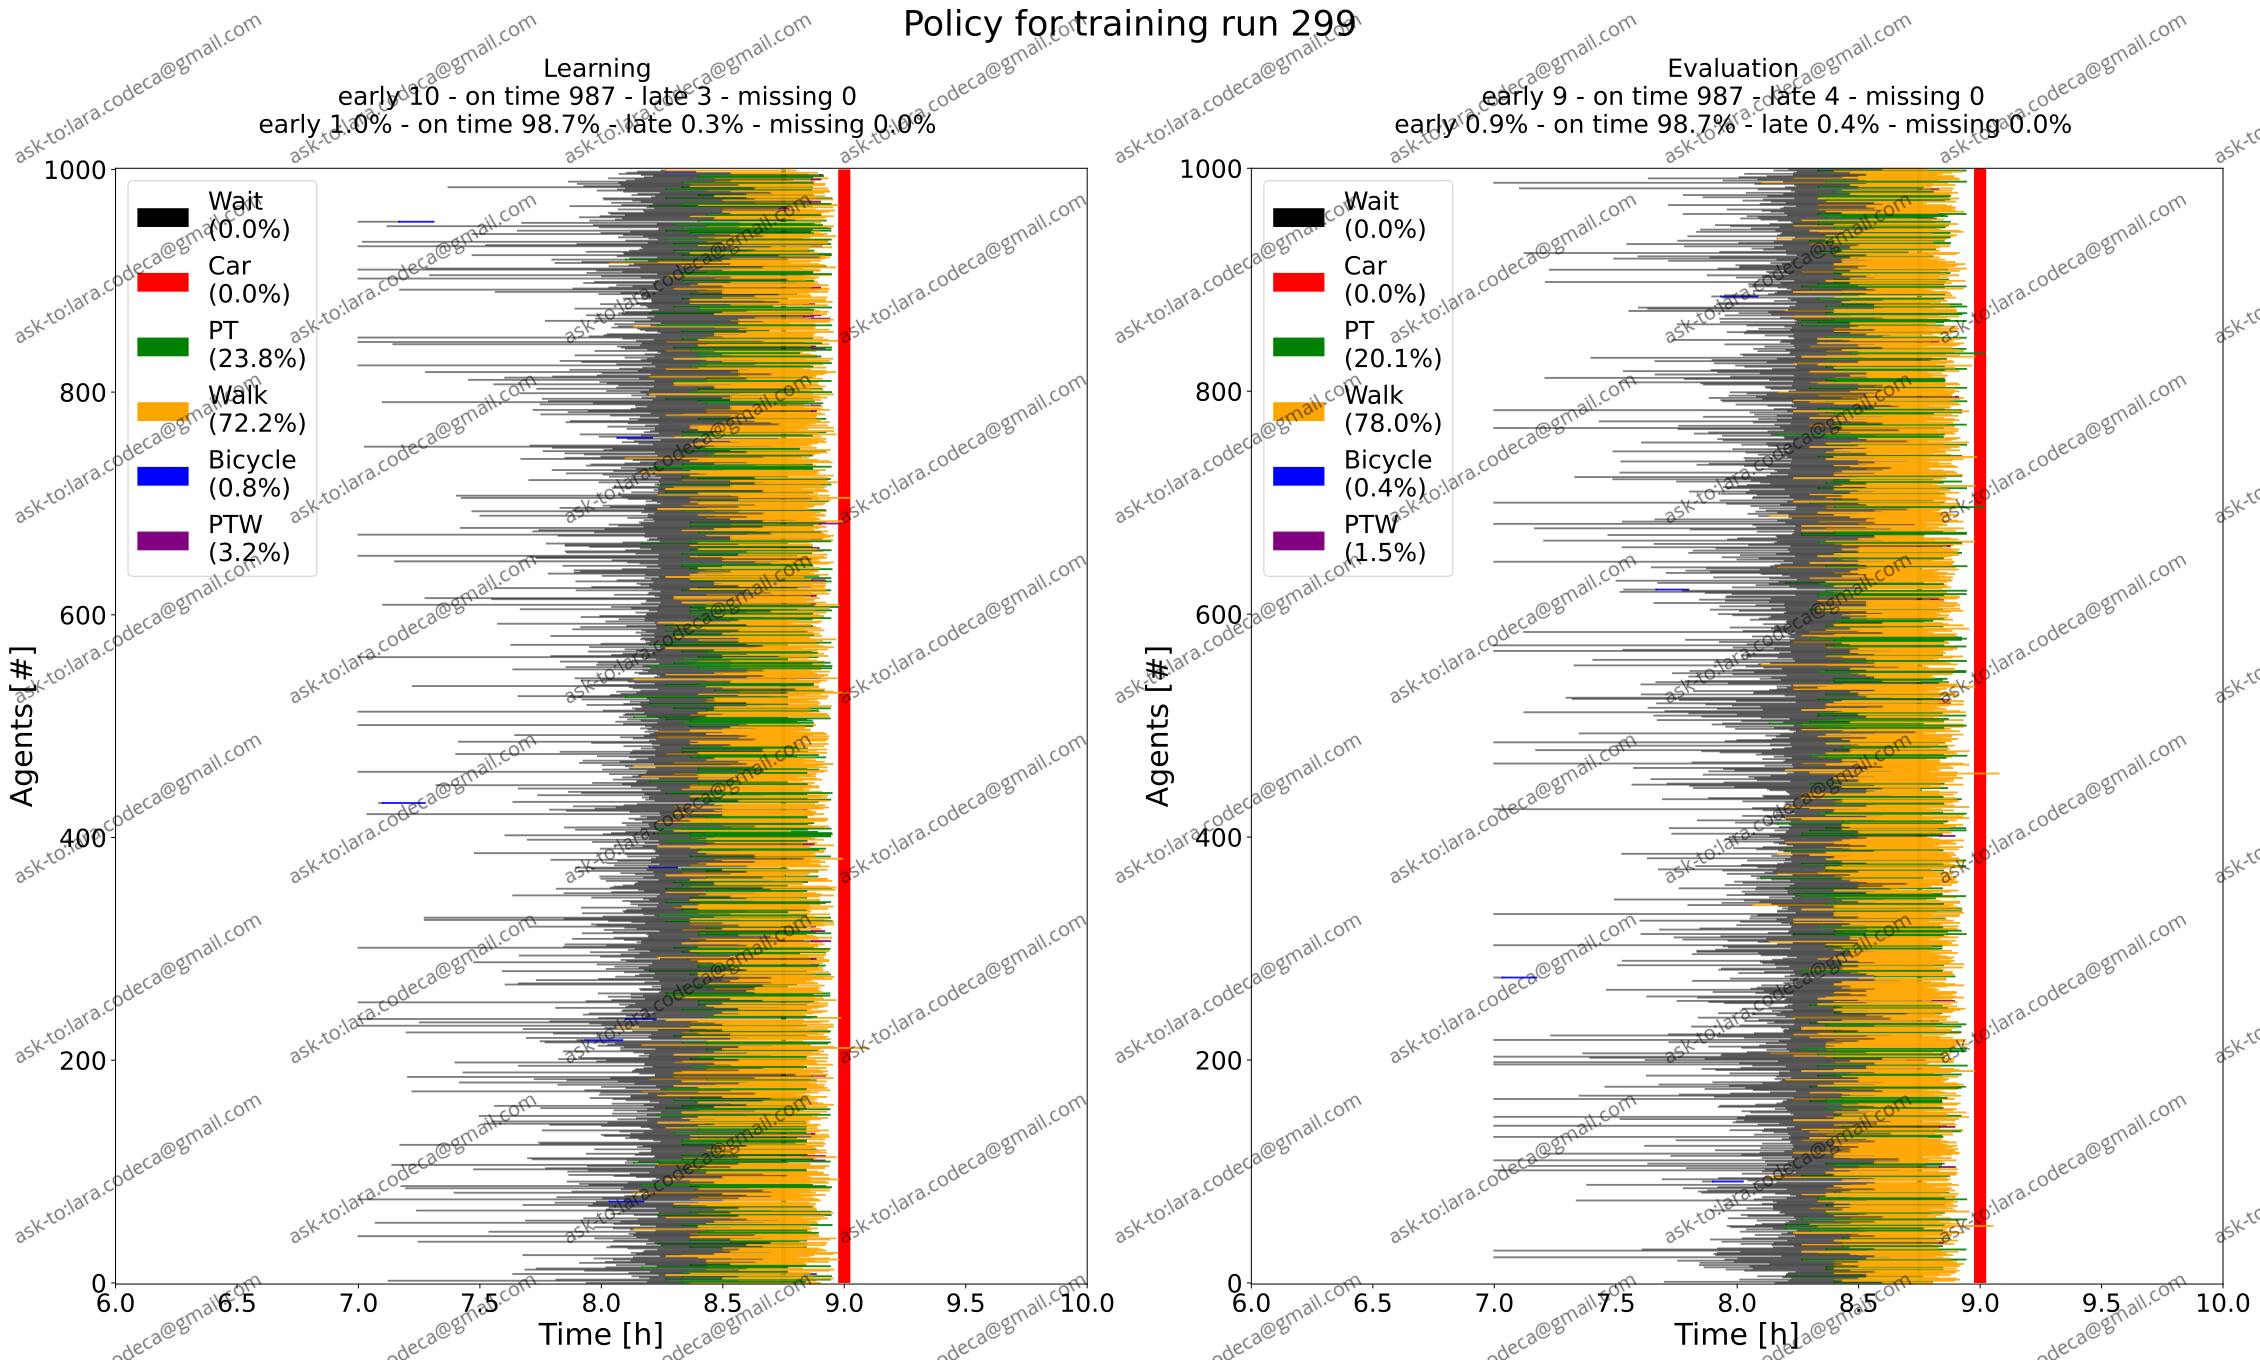 Policy for training run 299
Learning
early 10 - on time 987 - late 3 - missing 0
early 1.0% - on time 98.7% - late 0.3% - missing 0.0%
Agents [#]
1000
800
600
400
200
0
Wait
(0.0%)
Car
(0.0%)
PT
(23.8%)
Walk
(72.2%)
Bicycle
(0.8%)
PTW
(3.2%)
6.0 6.5 7.0 7.5 8.0 8.5 9.0 9.5 10.0
Time [h]
Evaluation
early 9 - on time 987 - late 4 - missing 0
early 0.9% - on time 98.7% - late 0.4% - missing 0.0%
Agents [#]
1000
800
600
400
200
0
Wait
(0.0%)
Car
(0.0%)
PT
(20.1%)
Walk
(78.0%)
Bicycle
(0.4%)
PTW
(1.5%)
6.0 6.5 7.0 7.5 8.0 8.5 9.0 9.5 10.0
Time [h]
ask-to:lara.codeca@gmail.com